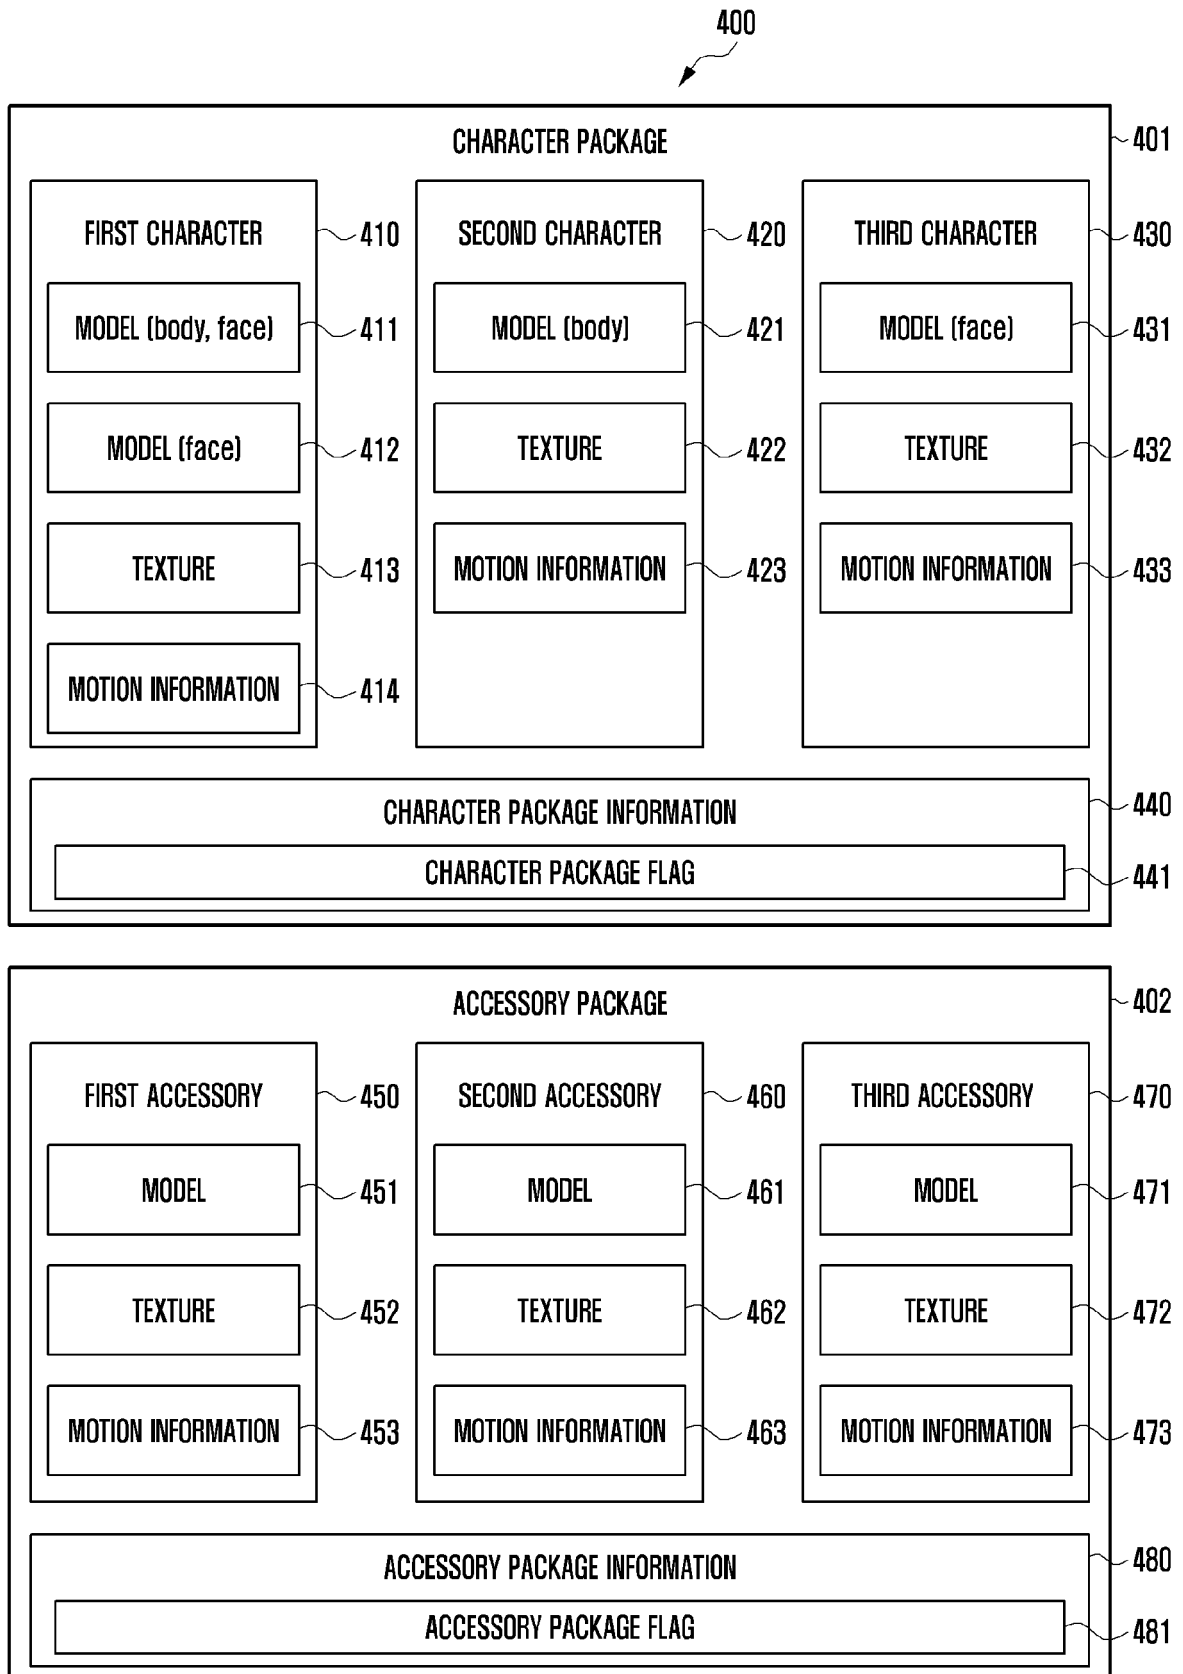 400
CHARACTER PACKAGE
401
FIRST CHARACTER
410
MODEL (body, face)
411
MODEL (face)
412
TEXTURE
413
MOTION INFORMATION
414
SECOND CHARACTER
420
MODEL (body)
421
TEXTURE
422
MOTION INFORMATION
423
THIRD CHARACTER
430
MODEL (face)
431
TEXTURE
432
MOTION INFORMATION
433
CHARACTER PACKAGE INFORMATION
440
CHARACTER PACKAGE FLAG
441
ACCESSORY PACKAGE
402
FIRST ACCESSORY
450
MODEL
451
TEXTURE
452
MOTION INFORMATION
453
SECOND ACCESSORY
460
MODEL
461
TEXTURE
462
MOTION INFORMATION
463
THIRD ACCESSORY
470
MODEL
471
TEXTURE
472
MOTION INFORMATION
473
ACCESSORY PACKAGE INFORMATION
480
ACCESSORY PACKAGE FLAG
481